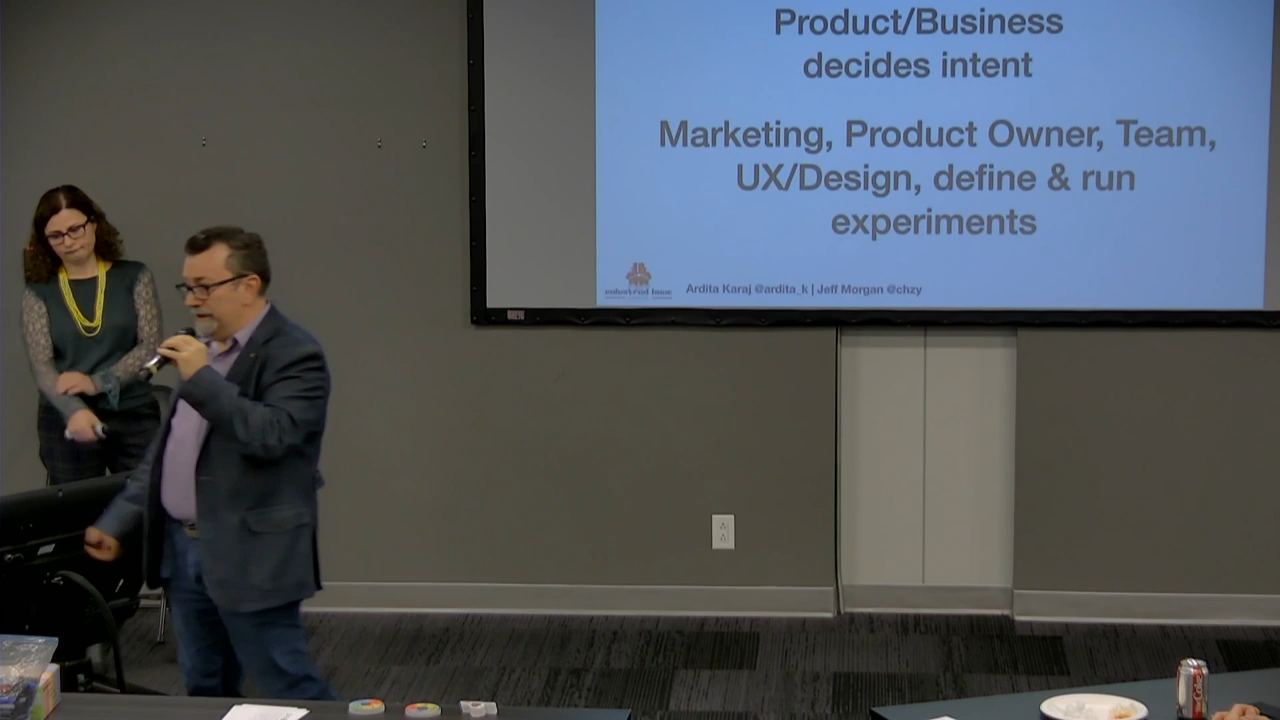 Product/Business
decides intent
Marketing, Product Owner, Team,
UX/Design, define & run
experiments
Ardita Karaj @ardita_k | Jeff Morgan @chzy